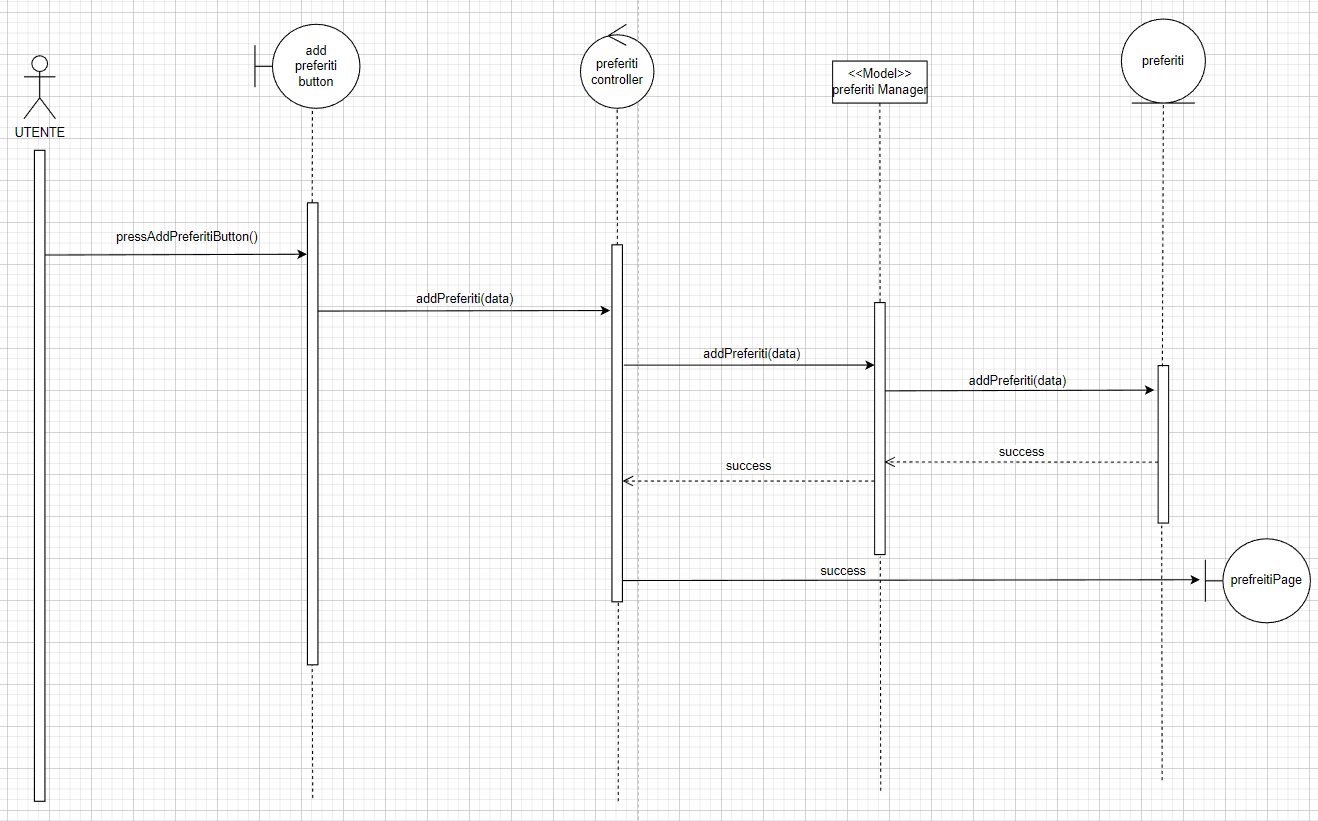 add
preferiti
button
preferiti
controller
<<Model>>
preferiti Manager
preferiti
UTENTE
pressAddPreferitiButton()
addPreferiti(data)
addPreferiti(data)
addPreferiti(data)
success
success
success
prefreitiPage